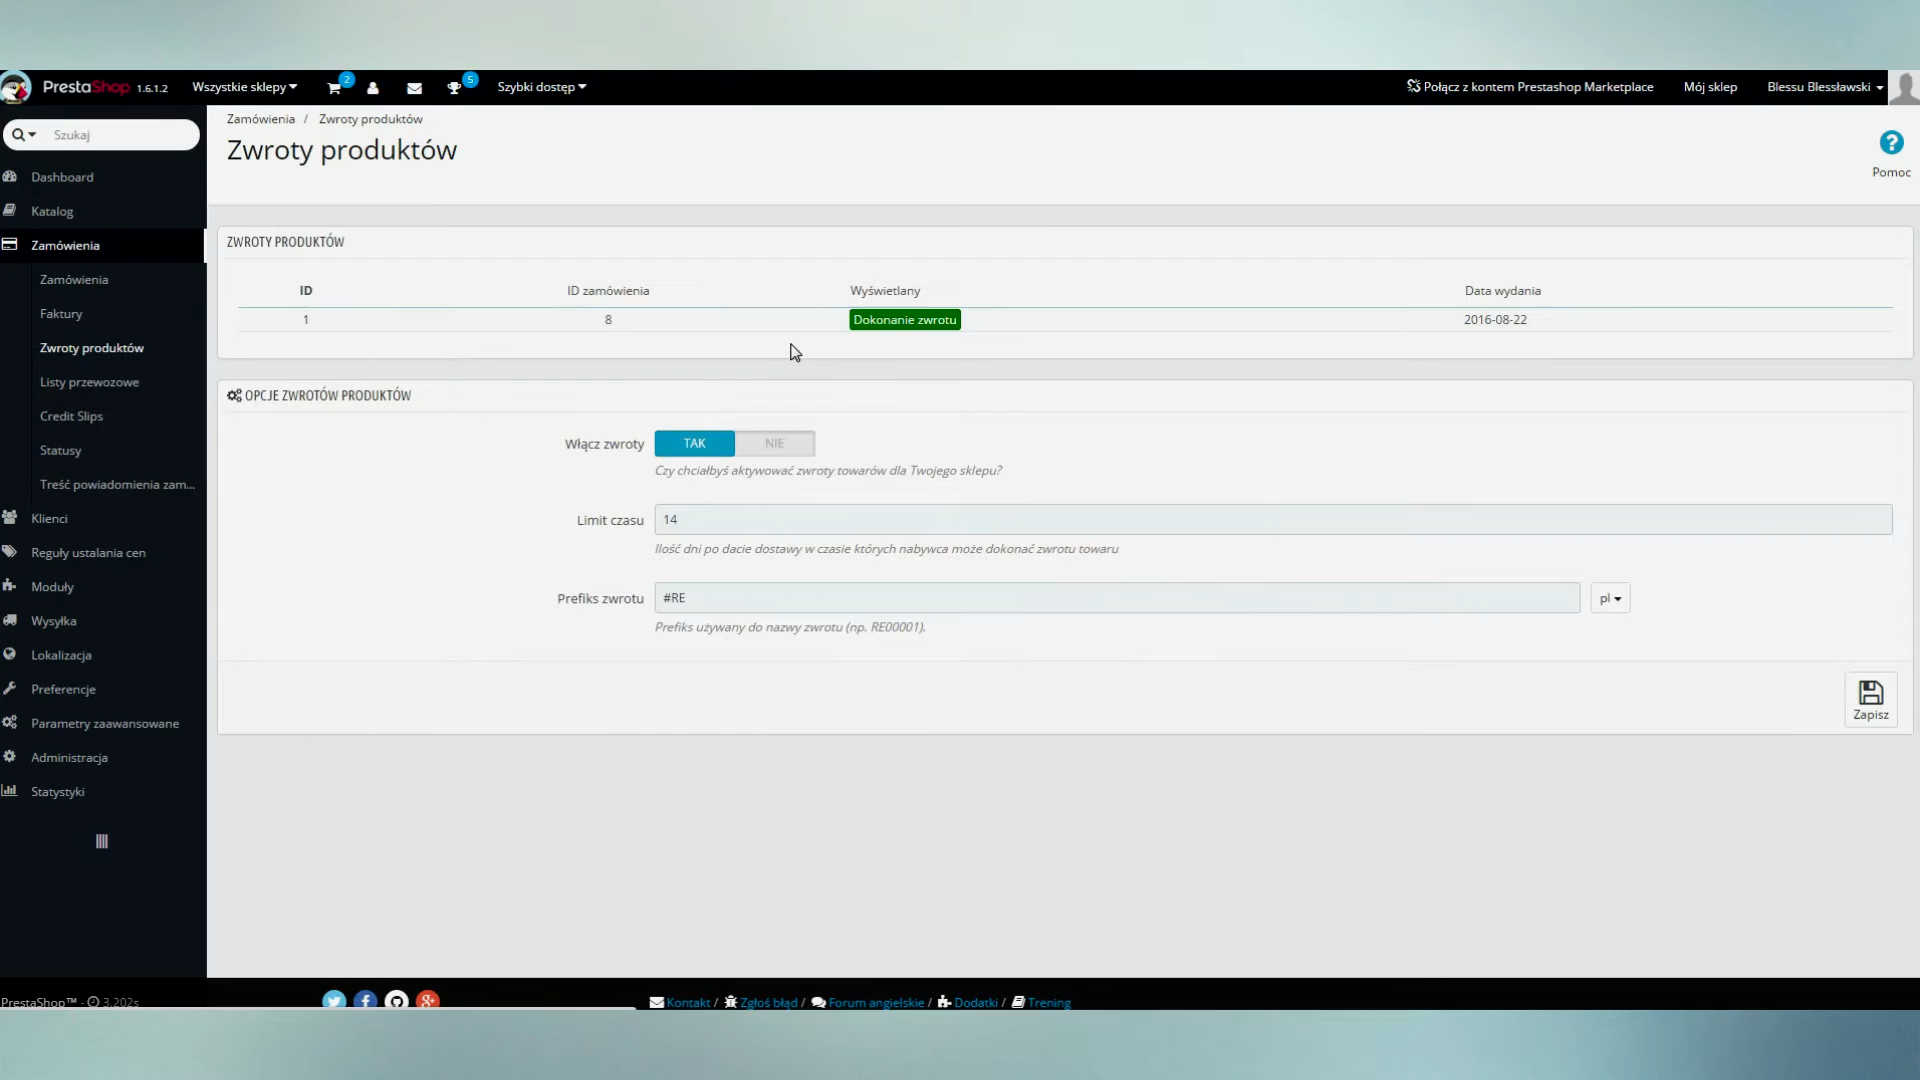 PrestaShop 1.6.1.2 Wszystkie sklepy 2 5 Szybki dostęp Połącz z kontem Prestashop Marketplace Mój sklep Blessu Blessławski
Szukaj
Dashboard
Katalog
Zamówienia
Zamówienia
Faktury
Zwroty produktów
Listy przewozowe
Credit Slips
Statusy
Treść powiadomienia zam...
Klienci
Reguły ustalania cen
Moduły
Wysyłka
Lokalizacja
Preferencje
Parametry zaawansowane
Administracja
Statystyki
Zamówienia / Zwroty produktów
Zwroty produktów
Pomoc
ZWROTY PRODUKTÓW
ID ID zamówienia Wyświetlany Data wydania
1 8 Dokonanie zwrotu 2016-08-22
OPCJE ZWROTÓW PRODUKTÓW
Włącz zwroty TAK NIE
Czy chciałbyś aktywować zwroty towarów dla Twojego sklepu?
Limit czasu 14
Ilość dni po dacie dostawy w czasie których nabywca może dokonać zwrotu towaru
Prefiks zwrotu #RE pl
Prefiks używany do nazwy zwrotu (np. RE00001).
Zapisz
PrestaShop™ - 3.202s Kontakt / Zgłoś błąd / Forum angielskie / Dodatki / Trening